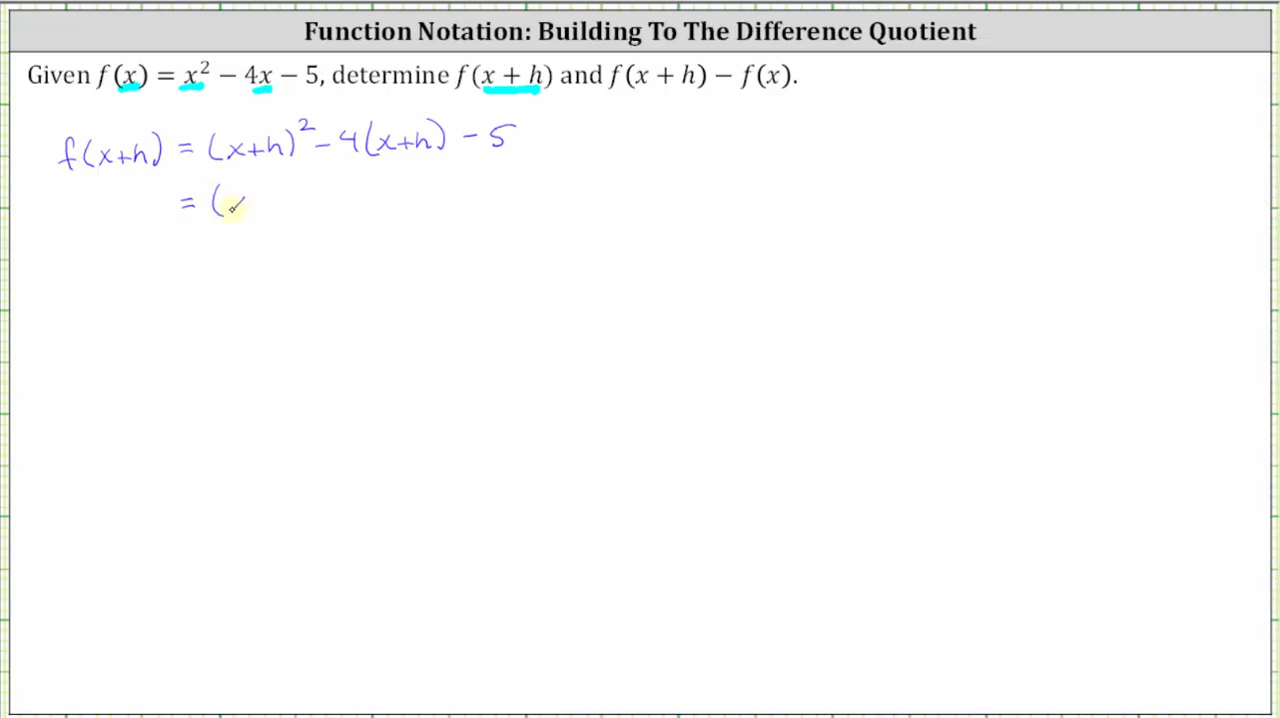 Function Notation: Building To The Difference Quotient
Given f(x) = x² − 4x − 5, determine f(x + h) and f(x + h) − f(x).
f(x+h) = (x+h)² − 4(x+h) − 5
= (